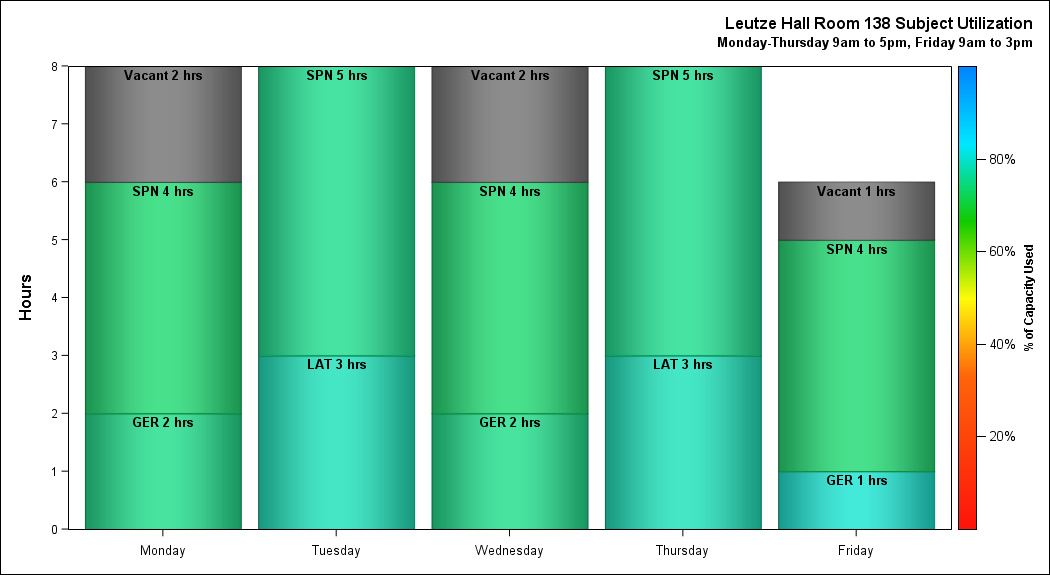 Leutze Hall Room 138 Subject Utilization
Monday-Thursday 9am to 5pm, Friday 9am to 3pm
8
7
6
5
4
3
2
1
0
Hours
Vacant 2 hrs
SPN 4 hrs
GER 2 hrs
SPN 5 hrs
LAT 3 hrs
Vacant 2 hrs
SPN 4 hrs
GER 2 hrs
SPN 5 hrs
LAT 3 hrs
Vacant 1 hrs
SPN 4 hrs
GER 1 hrs
Monday
Tuesday
Wednesday
Thursday
Friday
80%
60%
40%
20%
% of Capacity Used